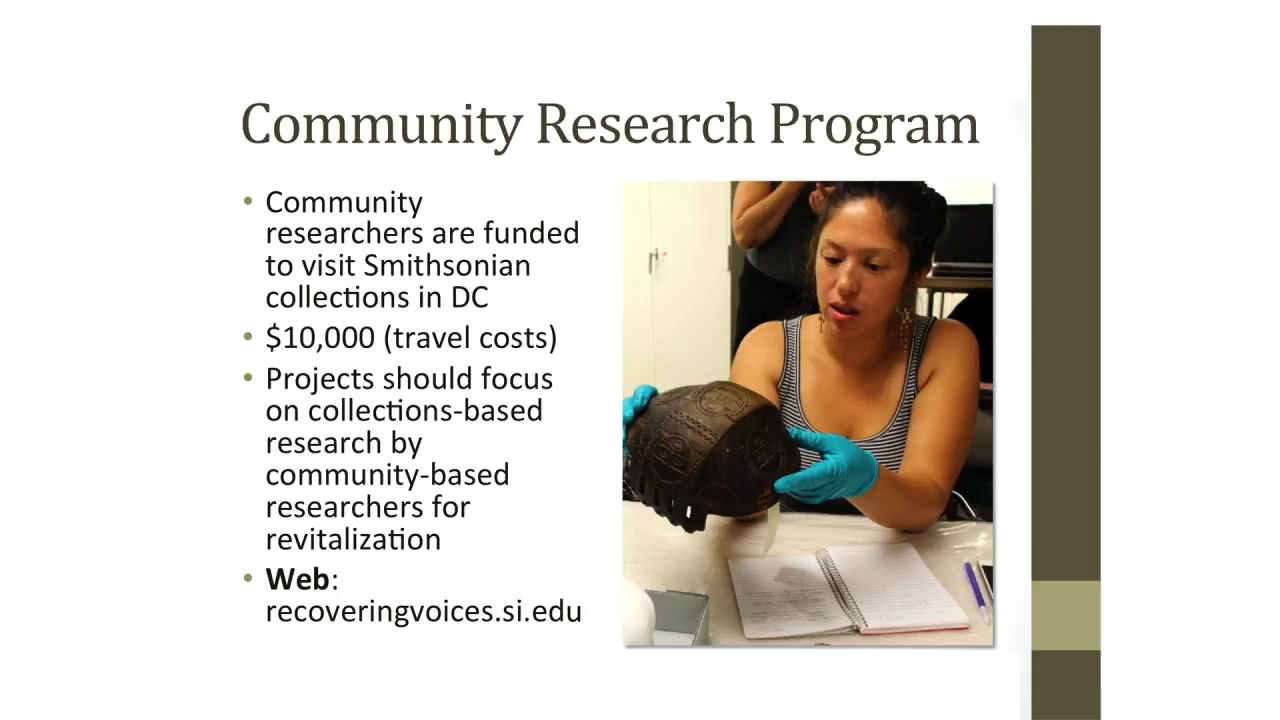 Community Research Program
• Community
researchers are funded
to visit Smithsonian
collections in DC
• $10,000 (travel costs)
• Projects should focus
on collections-based
research by
community-based
researchers for
revitalization
• Web:
recoveringvoices.si.edu